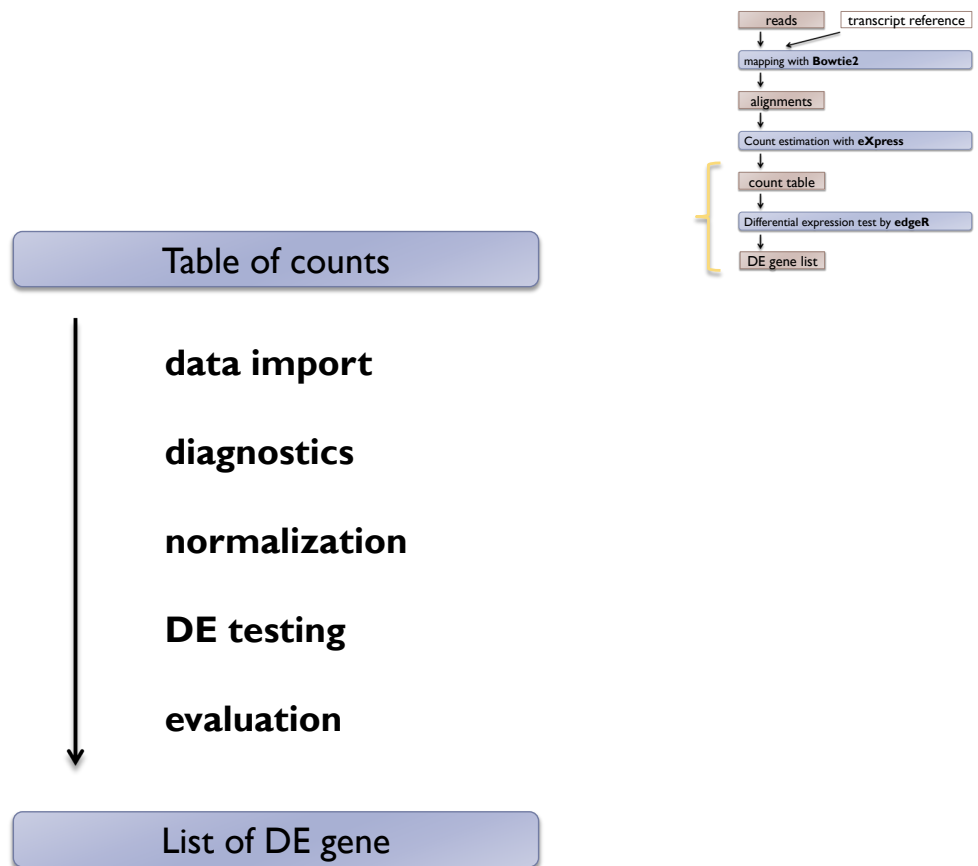 reads
transcript reference
mapping with Bowtie2
alignments
Count estimation with eXpress
count table
Differential expression test by edgeR
DE gene list
Table of counts
data import
diagnostics
normalization
DE testing
evaluation
List of DE gene